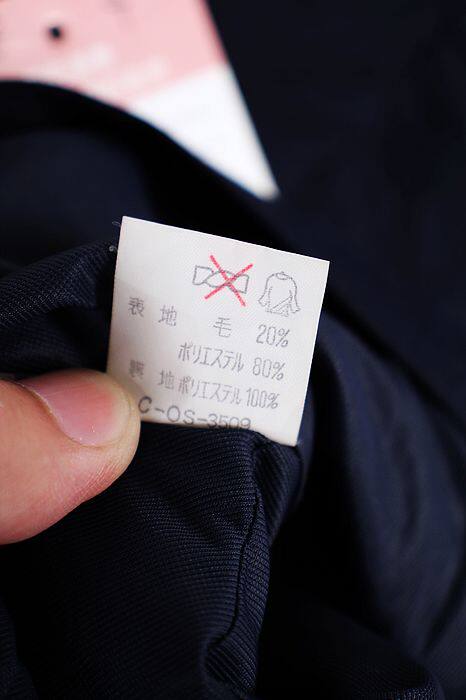 表 地 毛 20%
ポリエステル 80%
裏 地 ポリエステル 100%
C-OS-3509